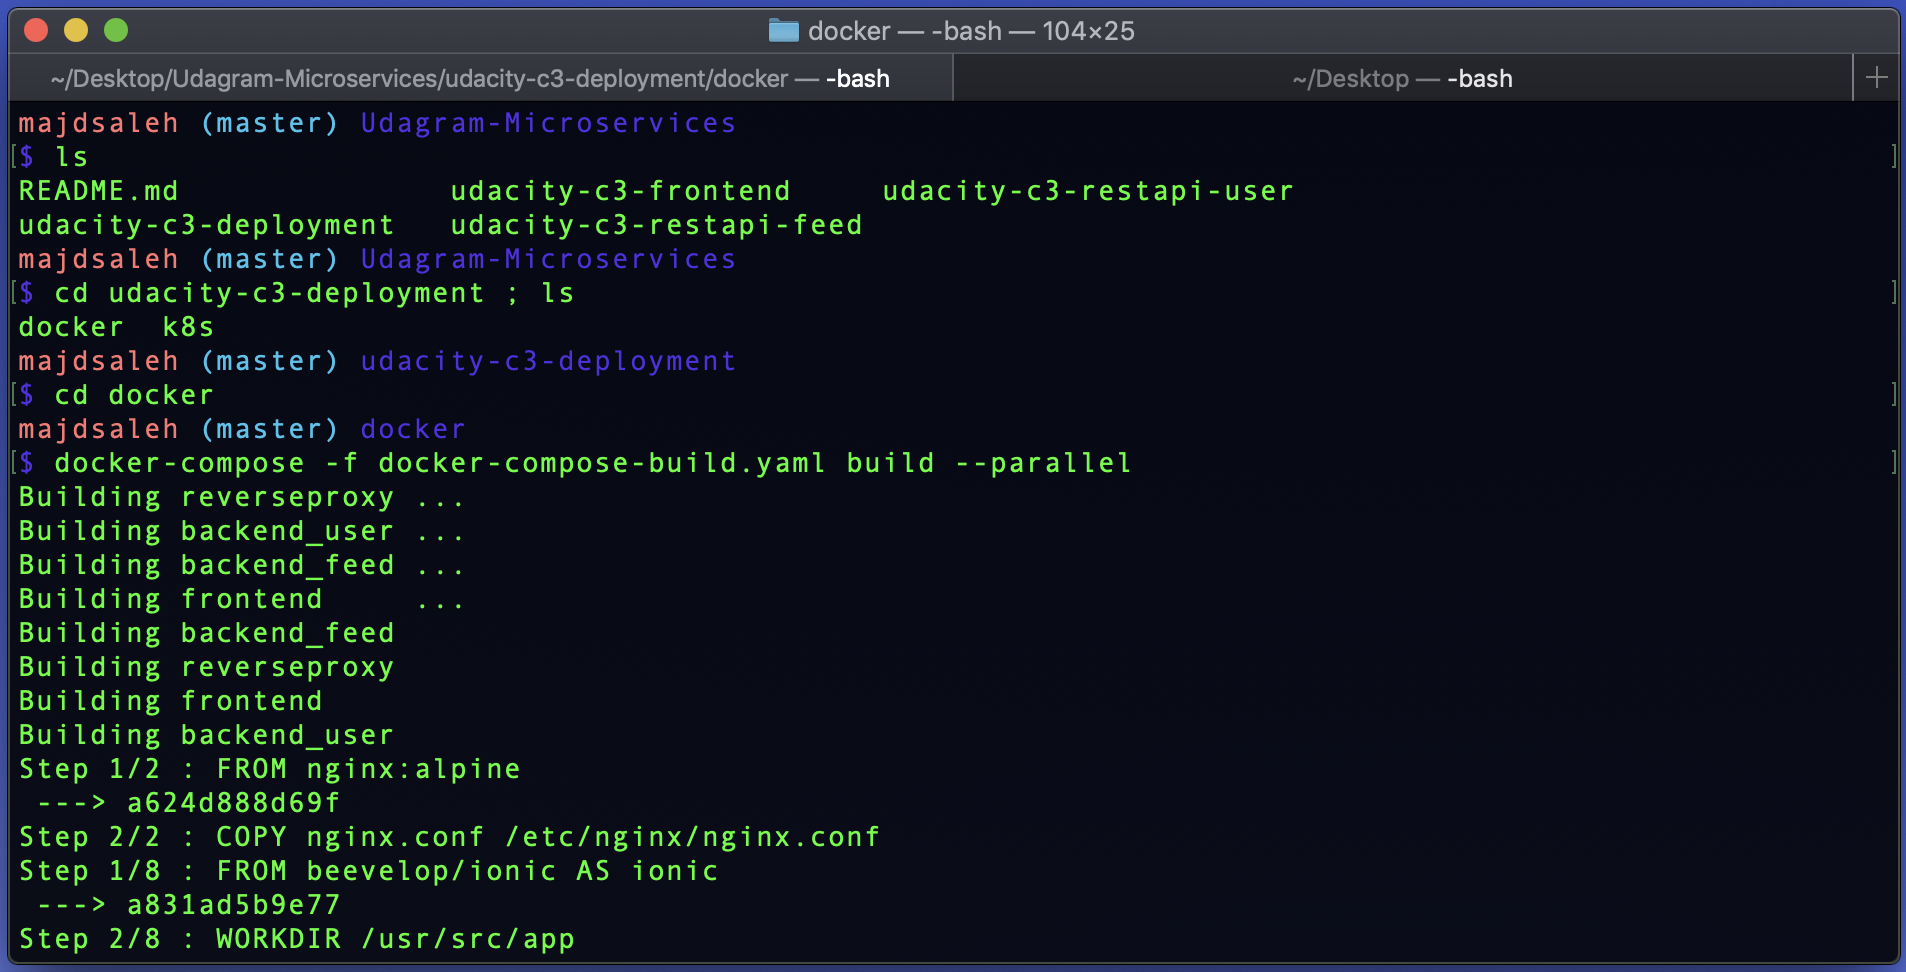 docker — -bash — 104×25
~/Desktop/Udagram-Microservices/udacity-c3-deployment/docker — -bash
~/Desktop — -bash
majdsaleh (master) Udagram-Microservices
[$ ls ]
README.md udacity-c3-frontend udacity-c3-restapi-user
udacity-c3-deployment udacity-c3-restapi-feed
majdsaleh (master) Udagram-Microservices
[$ cd udacity-c3-deployment ; ls ]
docker k8s
majdsaleh (master) udacity-c3-deployment
[$ cd docker ]
majdsaleh (master) docker
[$ docker-compose -f docker-compose-build.yaml build --parallel ]
Building reverseproxy ...
Building backend_user ...
Building backend_feed ...
Building frontend ...
Building backend_feed
Building reverseproxy
Building frontend
Building backend_user
Step 1/2 : FROM nginx:alpine
---> a624d888d69f
Step 2/2 : COPY nginx.conf /etc/nginx/nginx.conf
Step 1/8 : FROM beevelop/ionic AS ionic
---> a831ad5b9e77
Step 2/8 : WORKDIR /usr/src/app